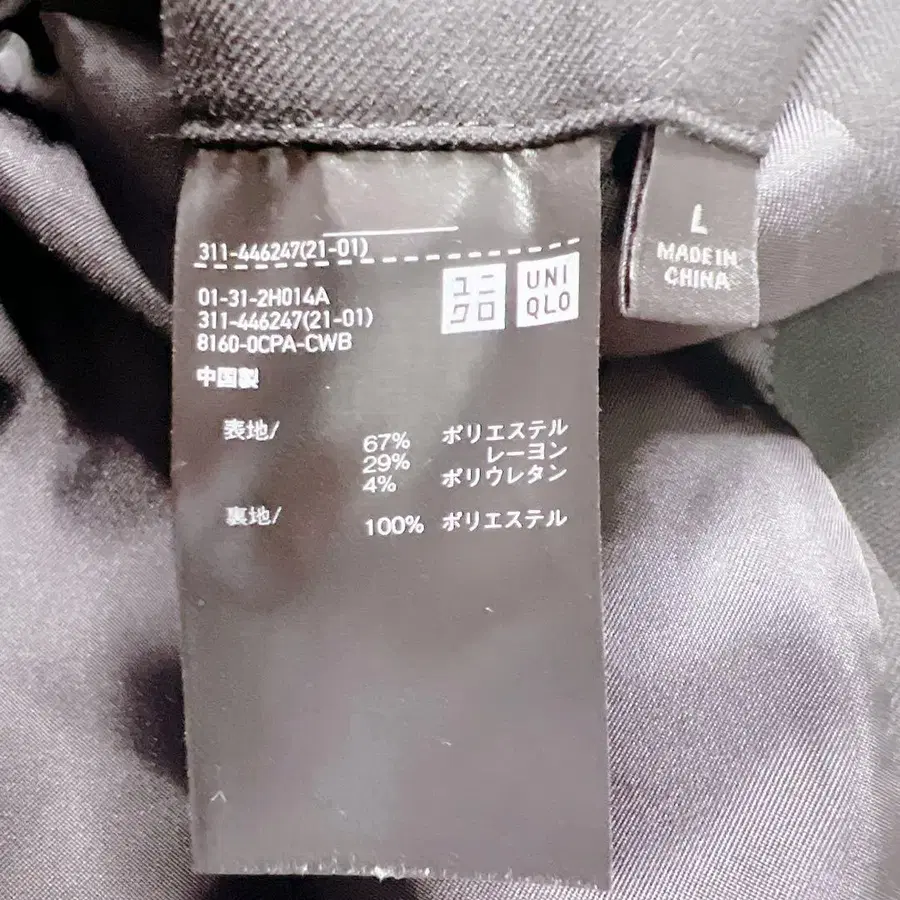 311-446247(21-01)
01-31-2H014A
311-446247(21-01)
8160-0CPA-CWB
中国製
ユニ
クロ
UNI
QLO
L
MADE IN
CHINA
表地/ 67% ポリエステル
29% レーヨン
4% ポリウレタン
裏地/ 100% ポリエステル